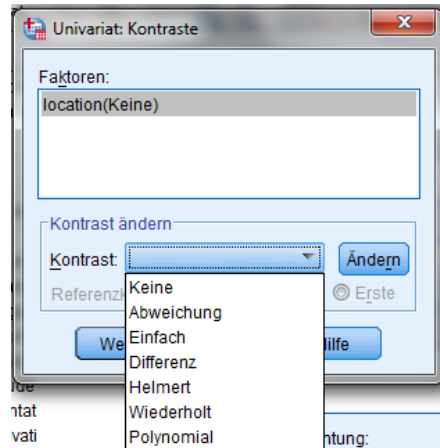 Univariat: Kontraste
Faktoren:
location(Keine)
Kontrast ändern
Kontrast: Ändern
Keine Erste
Abweichung
Einfach
Differenz
Helmert
Wiederholt
Polynomial